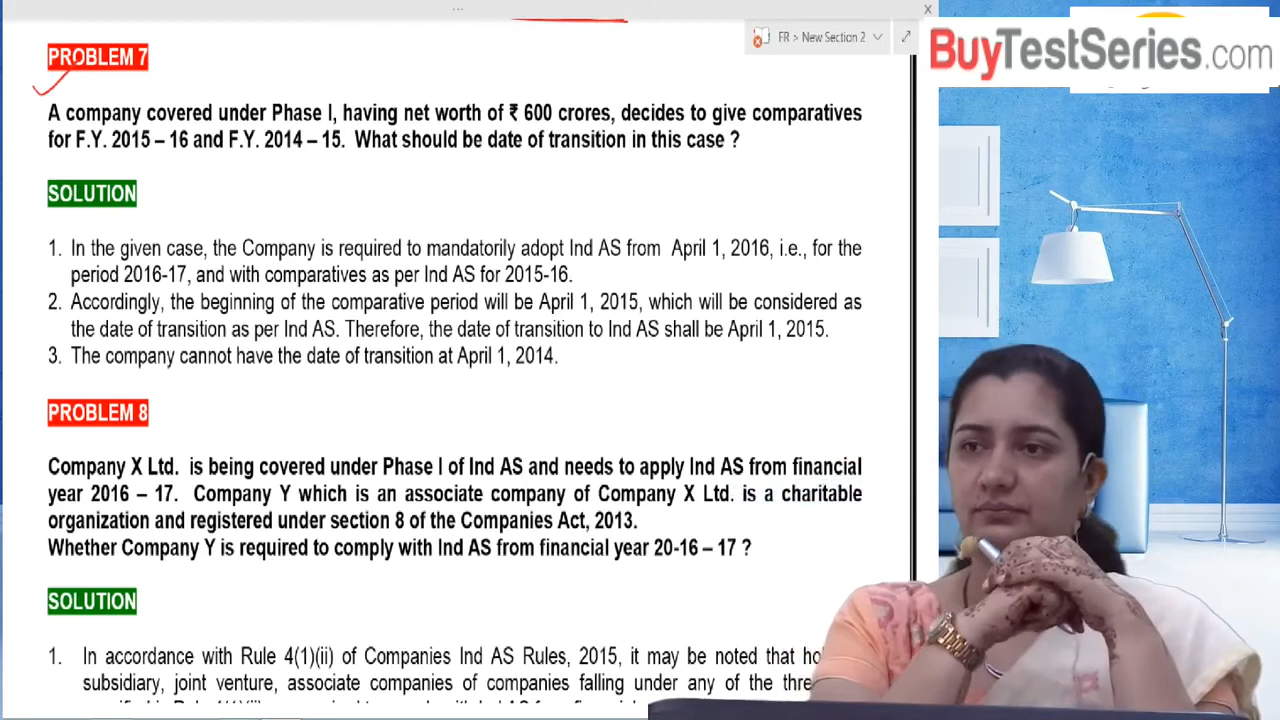 ...
x
FR > New Section 2
BuyTestSeries.com
PROBLEM 7
A company covered under Phase I, having net worth of ₹ 600 crores, decides to give comparatives
for F.Y. 2015 – 16 and F.Y. 2014 – 15. What should be date of transition in this case ?
SOLUTION
1. In the given case, the Company is required to mandatorily adopt Ind AS from April 1, 2016, i.e., for the
period 2016-17, and with comparatives as per Ind AS for 2015-16.
2. Accordingly, the beginning of the comparative period will be April 1, 2015, which will be considered as
the date of transition as per Ind AS. Therefore, the date of transition to Ind AS shall be April 1, 2015.
3. The company cannot have the date of transition at April 1, 2014.
PROBLEM 8
Company X Ltd. is being covered under Phase I of Ind AS and needs to apply Ind AS from financial
year 2016 – 17. Company Y which is an associate company of Company X Ltd. is a charitable
organization and registered under section 8 of the Companies Act, 2013.
Whether Company Y is required to comply with Ind AS from financial year 20-16 – 17 ?
SOLUTION
1. In accordance with Rule 4(1)(ii) of Companies Ind AS Rules, 2015, it may be noted that
subsidiary, joint venture, associate companies of companies falling under any of the